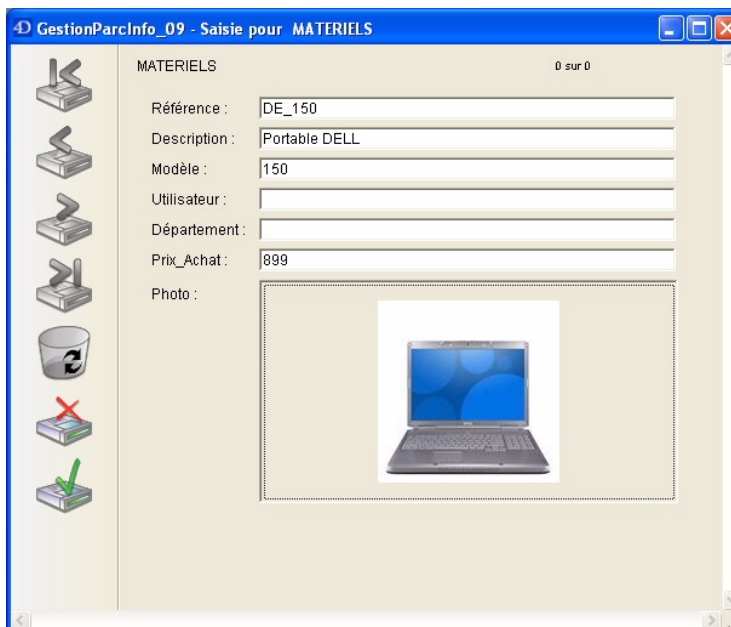 4D GestionParcInfo_09 - Saisie pour MATERIELS
MATERIELS 0 sur 0
Référence : DE_150
Description : Portable DELL
Modèle : 150
Utilisateur :
Département :
Prix_Achat : 899
Photo :